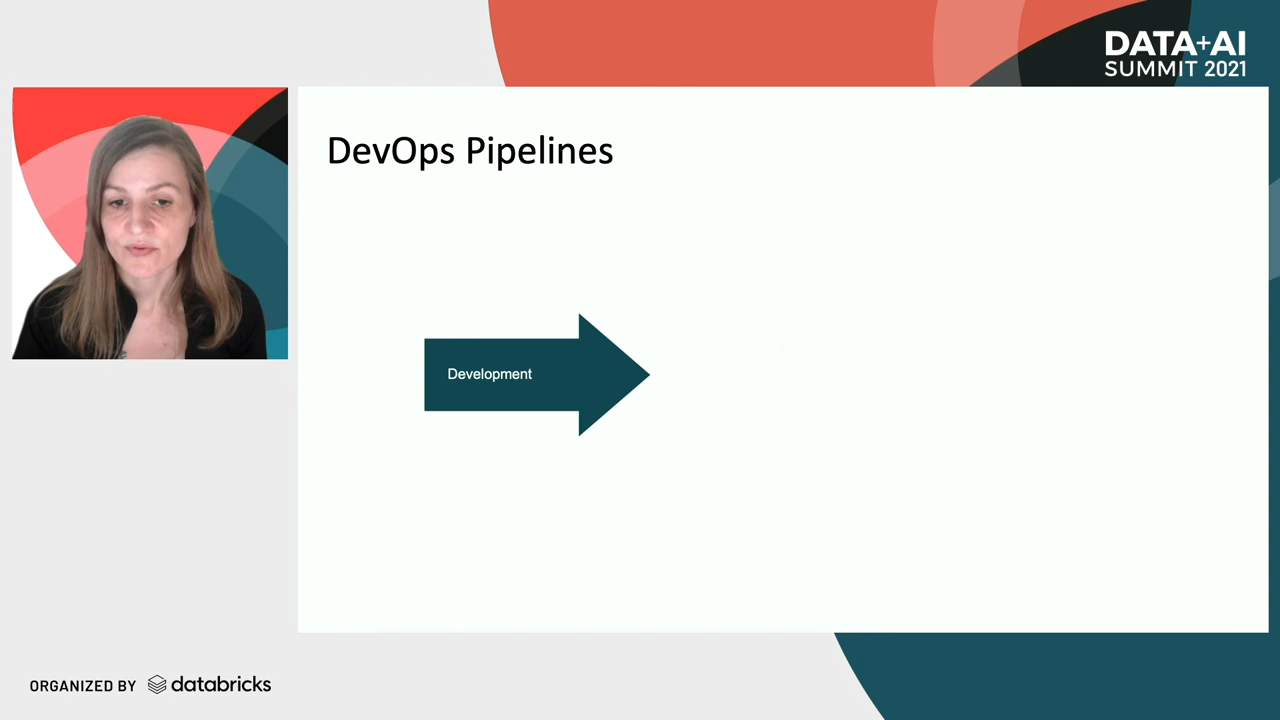 DATA+AI
SUMMIT 2021
DevOps Pipelines
Development
ORGANIZED BY databricks